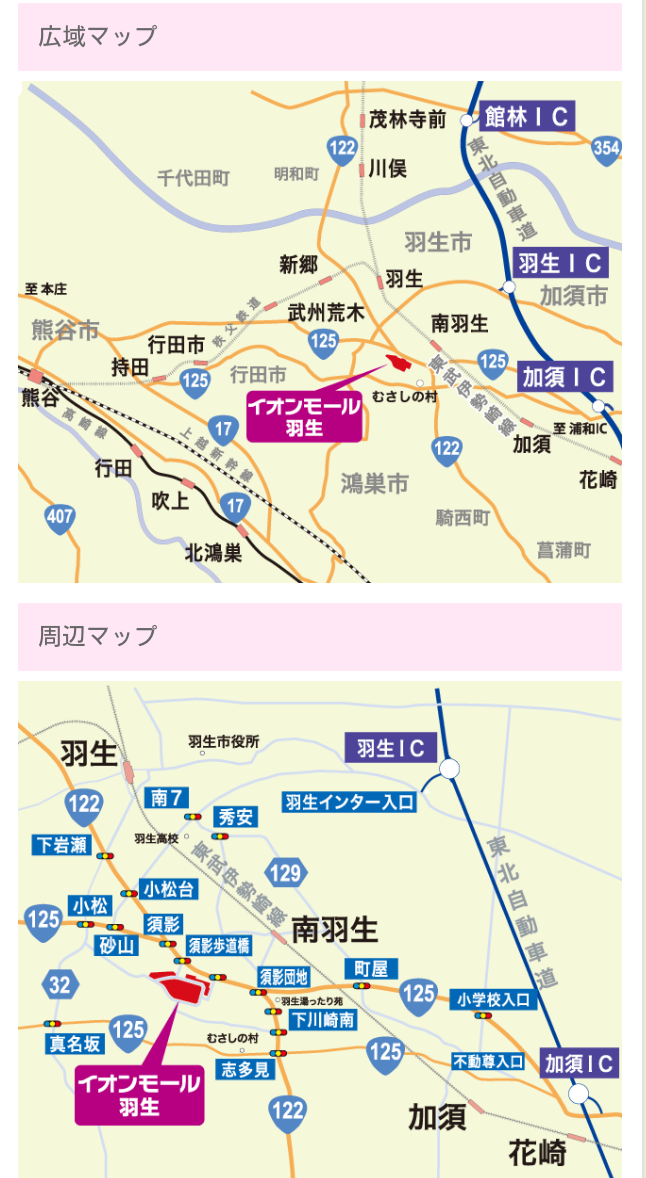 広域マップ
茂林寺前
館林IC
122
354
川俣
東北自動車道
千代田町
明和町
羽生市
新郷
羽生IC
羽生
至本庄
加須市
秩父鉄道
武州荒木
熊谷市
南羽生
行田市
125
持田
125
行田市
125
東武伊勢崎線
加須IC
熊谷
むさしの村
イオンモール
羽生
高崎線
17
上越新幹線
至浦和IC
加須
122
行田
花崎
鴻巣市
吹上
17
407
騎西町
北鴻巣
菖蒲町
周辺マップ
羽生
羽生市役所
羽生IC
122
南7
羽生インター入口
秀安
下岩瀬
羽生高校
東武伊勢崎線
東北自動車道
129
小松台
小松
125
須影
南羽生
砂山
須影歩道橋
32
須影団地
町屋
125
小学校入口
羽生湯ったり苑
下川崎南
真名坂
125
むさしの村
125
志多見
不動尊入口
加須IC
イオンモール
羽生
122
加須
花崎